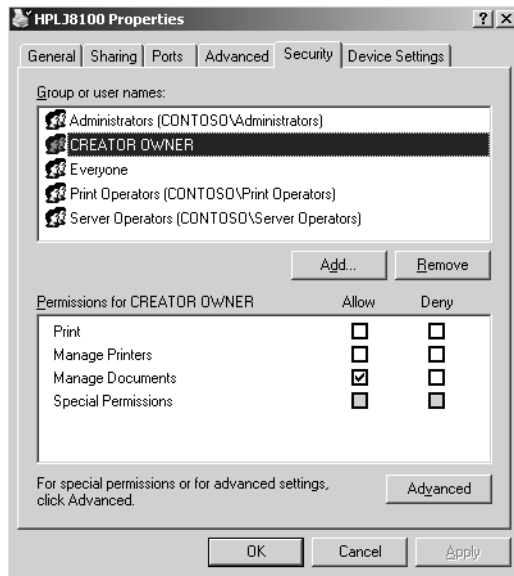 HPLJ8100 Properties
General Sharing Ports Advanced Security Device Settings
Group or user names:
Administrators (CONTOSO\Administrators)
CREATOR OWNER
Everyone
Print Operators (CONTOSO\Print Operators)
Server Operators (CONTOSO\Server Operators)
Add... Remove
Permissions for CREATOR OWNER Allow Deny
Print
Manage Printers
Manage Documents
Special Permissions
For special permissions or for advanced settings,
click Advanced.
Advanced
OK Cancel Apply